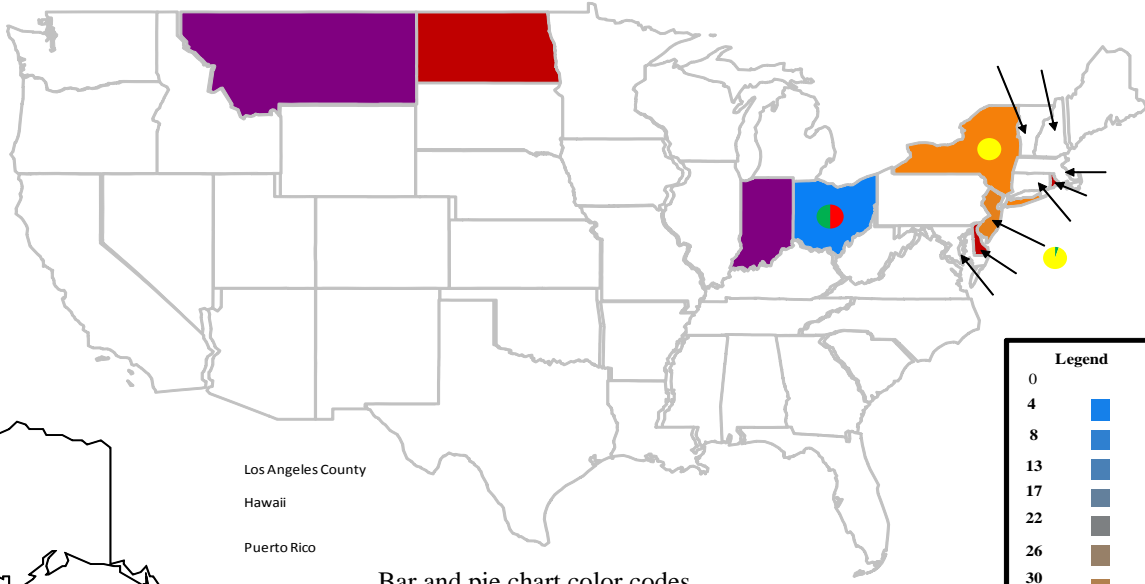 Legend
0
4
8
13
17
22
26
30
Los Angeles County
Hawaii
Puerto Rico
Bar and pie chart color codes